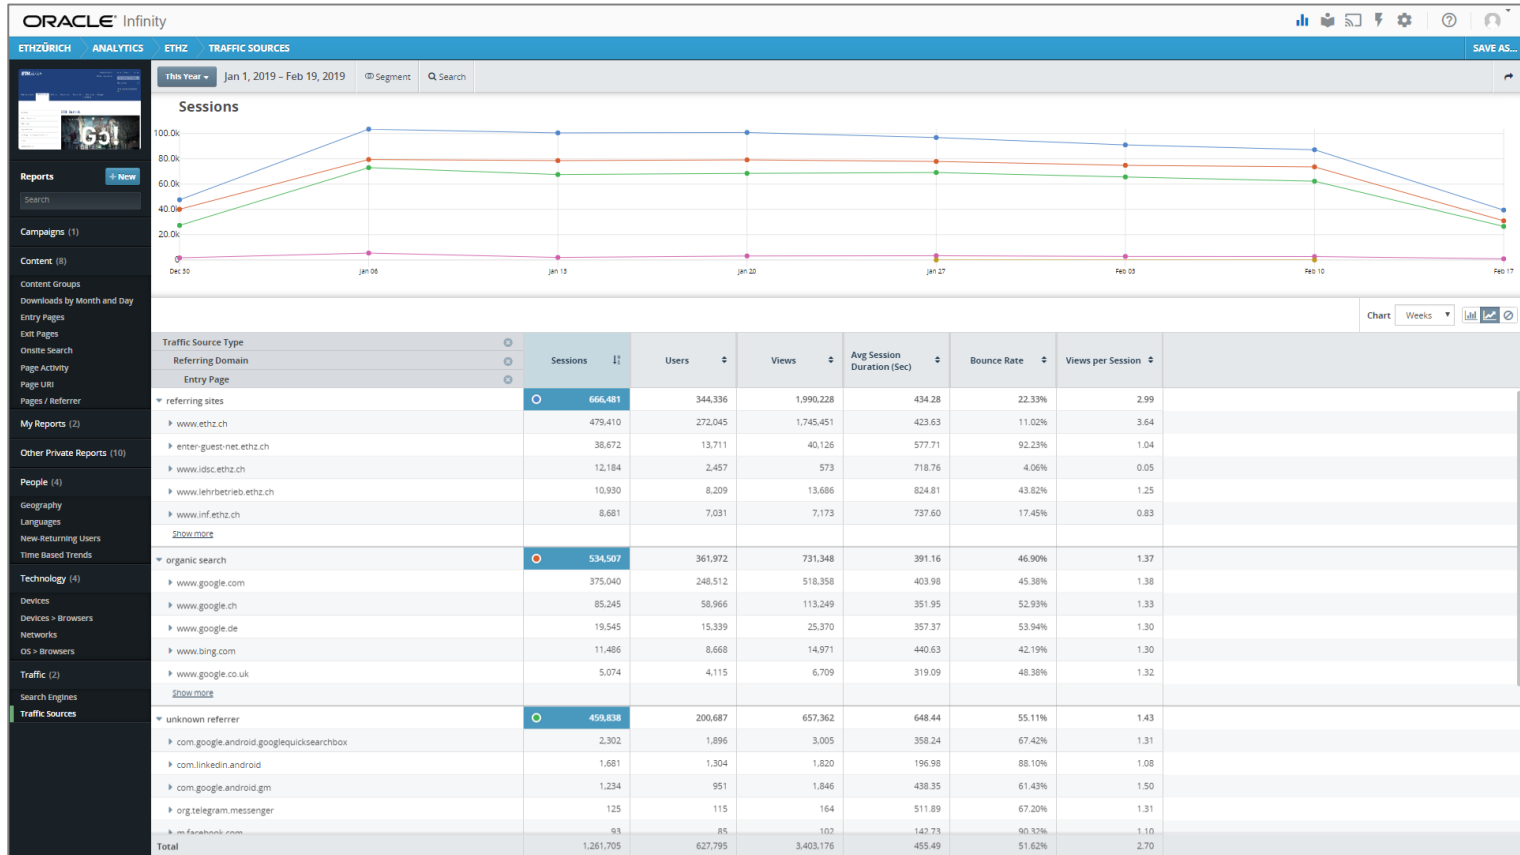 ORACLE® Infinity
ETHZÜRICH ANALYTICS ETHZ TRAFFIC SOURCES SAVE AS...
This Year Jan 1, 2019 – Feb 19, 2019 Segment Search
Go!
Reports + New
Search
Campaigns (1)
Content (8)
Content Groups
Downloads by Month and Day
Entry Pages
Exit Pages
Onsite Search
Page Activity
Page URI
Pages / Referrer
My Reports (2)
Other Private Reports (10)
People (4)
Geography
Languages
New-Returning Users
Time Based Trends
Technology (4)
Devices
Devices > Browsers
Networks
OS > Browsers
Traffic (2)
Search Engines
Traffic Sources
Sessions
100.0k
80.0k
60.0k
40.0k
20.0k
0
Dec 30 Jan 06 Jan 13 Jan 20 Jan 27 Feb 03 Feb 10 Feb 17
Chart Weeks
Traffic Source Type
Referring Domain
Entry Page
Sessions Users Views Avg Session Duration (Sec) Bounce Rate Views per Session
referring sites 666,481 344,336 1,990,228 434.28 22.33% 2.99
www.ethz.ch 479,410 272,045 1,745,451 423.63 11.02% 3.64
enter-guest-net.ethz.ch 38,672 13,711 40,126 577.71 92.23% 1.04
www.idsc.ethz.ch 12,184 2,457 573 718.76 4.06% 0.05
www.lehrbetrieb.ethz.ch 10,930 8,209 13,686 824.81 43.82% 1.25
www.inf.ethz.ch 8,681 7,031 7,173 737.60 17.45% 0.83
Show more
organic search 534,507 361,972 731,348 391.16 46.90% 1.37
www.google.com 375,040 248,512 518,358 403.98 45.38% 1.38
www.google.ch 85,245 58,966 113,249 351.95 52.93% 1.33
www.google.de 19,545 15,339 25,370 357.37 53.94% 1.30
www.bing.com 11,486 8,668 14,971 440.63 42.19% 1.30
www.google.co.uk 5,074 4,115 6,709 319.09 48.38% 1.32
Show more
unknown referrer 459,838 200,687 657,362 648.44 55.11% 1.43
com.google.android.googlequicksearchbox 2,302 1,896 3,005 358.24 67.42% 1.31
com.linkedin.android 1,681 1,304 1,820 196.98 88.10% 1.08
com.google.android.gm 1,234 951 1,846 438.35 61.43% 1.50
org.telegram.messenger 125 115 164 511.89 67.20% 1.31
m.facebook.com 93 85 102 142.73 90.32% 1.10
Total 1,261,705 627,795 3,403,176 455.49 51.62% 2.70